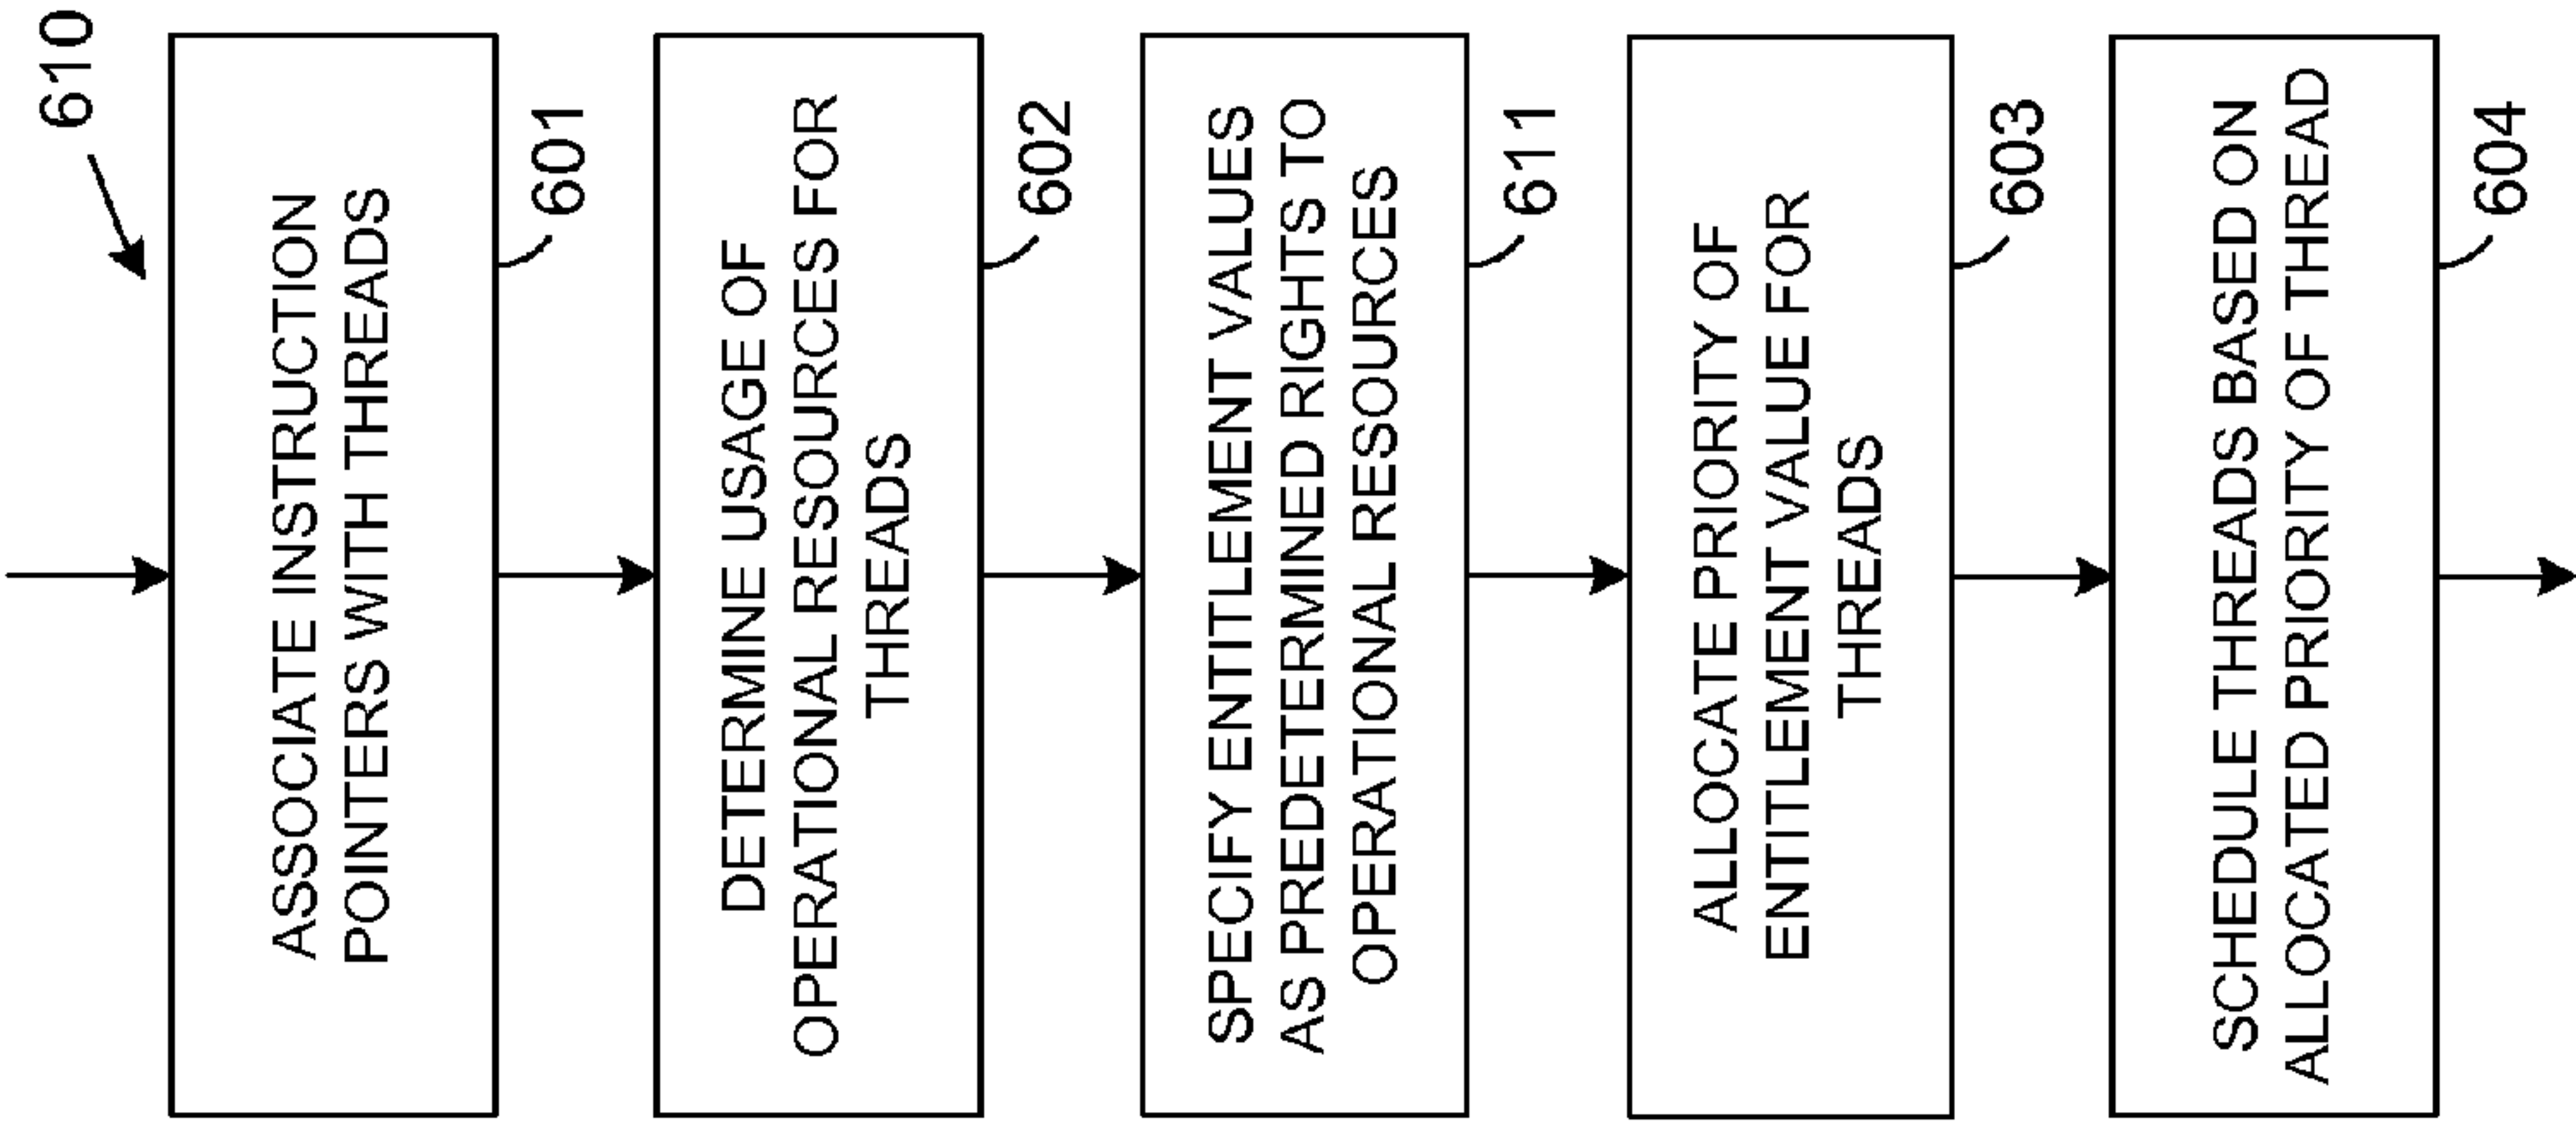 610
ASSOCIATE INSTRUCTION
POINTERS WITH THREADS
601
DETERMINE USAGE OF
OPERATIONAL RESOURCES FOR
THREADS
602
SPECIFY ENTITLEMENT VALUES
AS PREDETERMINED RIGHTS TO
OPERATIONAL RESOURCES
611
ALLOCATE PRIORITY OF
ENTITLEMENT VALUE FOR
THREADS
603
SCHEDULE THREADS BASED ON
ALLOCATED PRIORITY OF THREAD
604